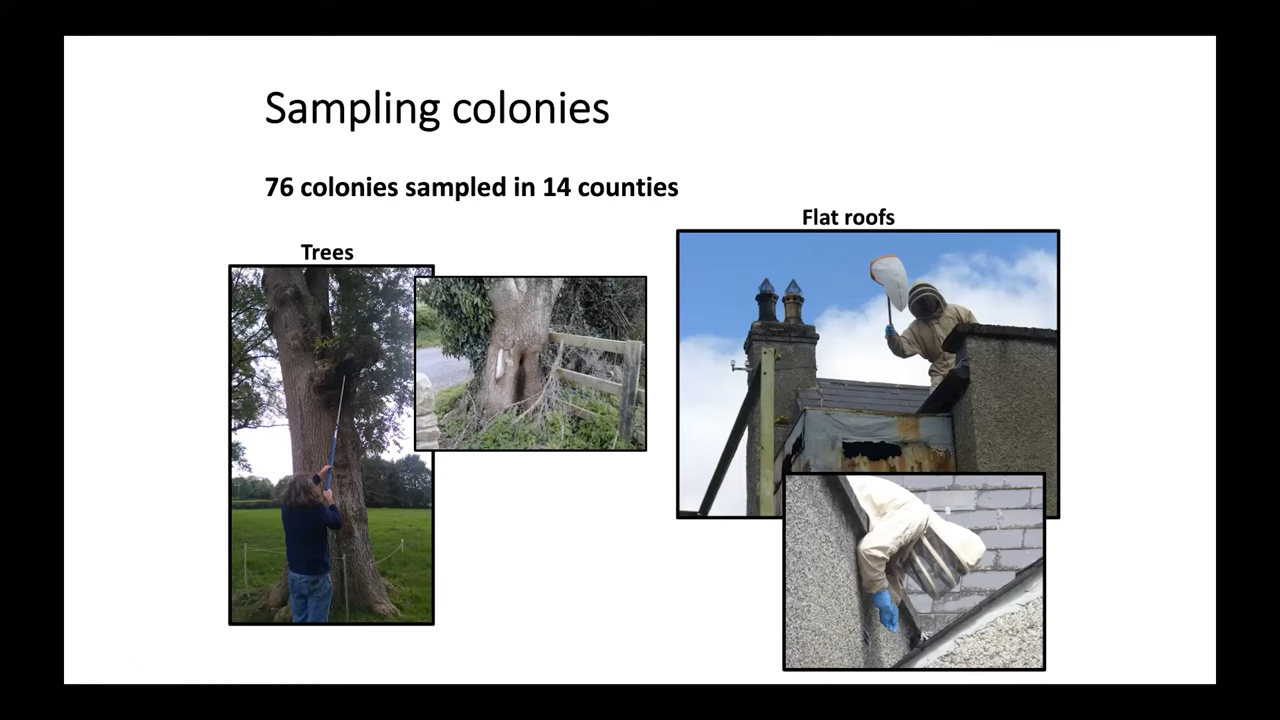 Sampling colonies
76 colonies sampled in 14 counties
Flat roofs
Trees